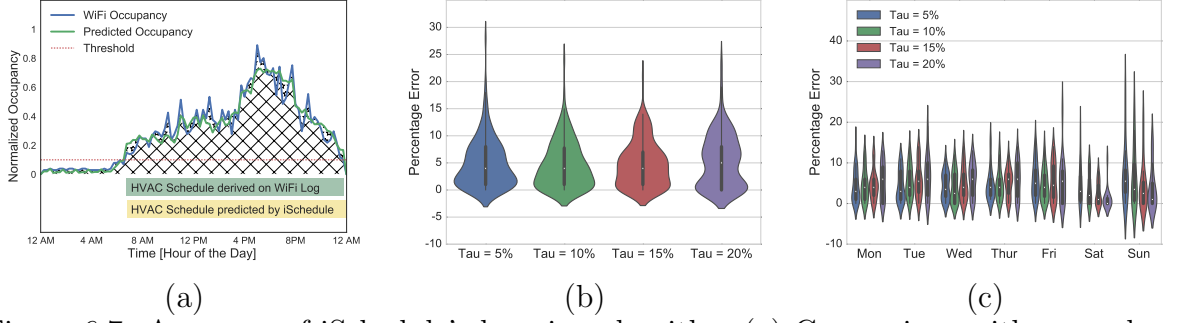 WiFi Occupancy
Predicted Occupancy
Threshold
1
0.8
0.6
0.4
0.2
0
Normalized Occupancy
HVAC Schedule derived on WiFi Log
HVAC Schedule predicted by iSchedule
12 AM 4 AM 8 AM 12 PM 4 PM 8PM 12 AM
Time [Hour of the Day]
(a)
30
25
20
15
10
5
0
-5
-10
Percentage Error
Tau = 5% Tau = 10% Tau = 15% Tau = 20%
(b)
Tau = 5%
Tau = 10%
Tau = 15%
Tau = 20%
40
30
20
10
0
-10
Percentage Error
Mon Tue Wed Thur Fri Sat Sun
(c)